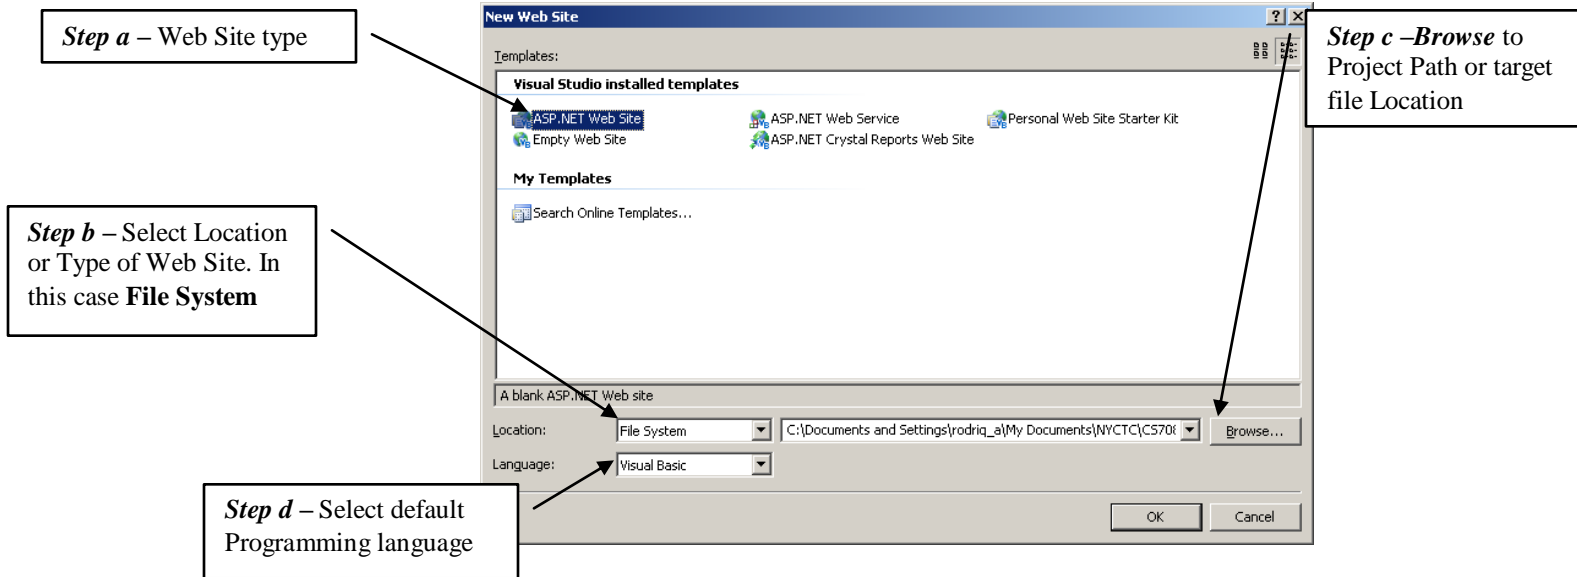 New Web Site
Step a – Web Site type
Templates:
Visual Studio installed templates
ASP.NET Web Site
ASP.NET Web Service
Personal Web Site Starter Kit
Empty Web Site
ASP.NET Crystal Reports Web Site
My Templates
Search Online Templates...
Step c –Browse to
Project Path or target
file Location
Step b – Select Location
or Type of Web Site. In
this case File System
A blank ASP.NET Web site
Location:
File System
C:\Documents and Settings\rodriq_a\My Documents\NYCTC\CS708
Browse...
Language:
Visual Basic
Step d – Select default
Programming language
OK
Cancel